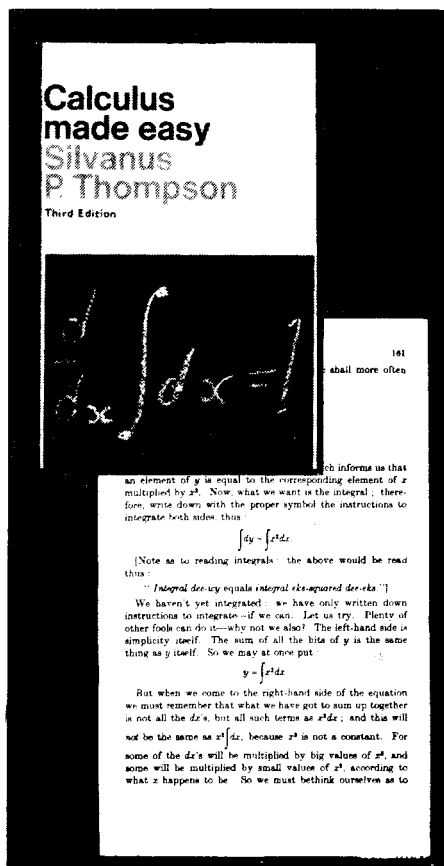 Calculus
made easy
Silvanus
P. Thompson
Third Edition
d/dx ∫dx = 1
161
shall more often
ch informs us that
an element of y is equal to the corresponding element of x
multiplied by x². Now, what we want is the integral ; there-
fore, write down with the proper symbol the instructions to
integrate both sides, thus :
∫dy = ∫x²dx.
[Note as to reading integrals : the above would be read
thus :
" Integral dee-wy equals integral eks-squared dee-eks."]
We haven't yet integrated : we have only written down
instructions to integrate—if we can. Let us try. Plenty of
other fools can do it—why not we also? The left-hand side is
simplicity itself. The sum of all the bits of y is the same
thing as y itself. So we may at once put :
y = ∫x²dx
But when we come to the right-hand side of the equation
we must remember that what we have got to sum up together
is not all the dx's, but all such terms as x²dx ; and this will
not be the same as x²∫dx, because x² is not a constant. For
some of the dx's will be multiplied by big values of x², and
some will be multiplied by small values of x², according to
what x happens to be So we must bethink ourselves as to